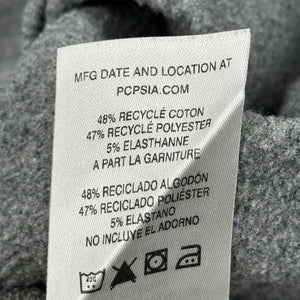 MFG DATE AND LOCATION AT
PCPSIA.COM
48% RECYCLÉ COTON
47% RECYCLÉ POLYESTER
5% ELASTHANNE
A PART LA GARNITURE
48% RECICLADO ALGODÓN
47% RECICLADO POLIÉSTER
5% ELASTANO
NO INCLUYE EL ADORNO